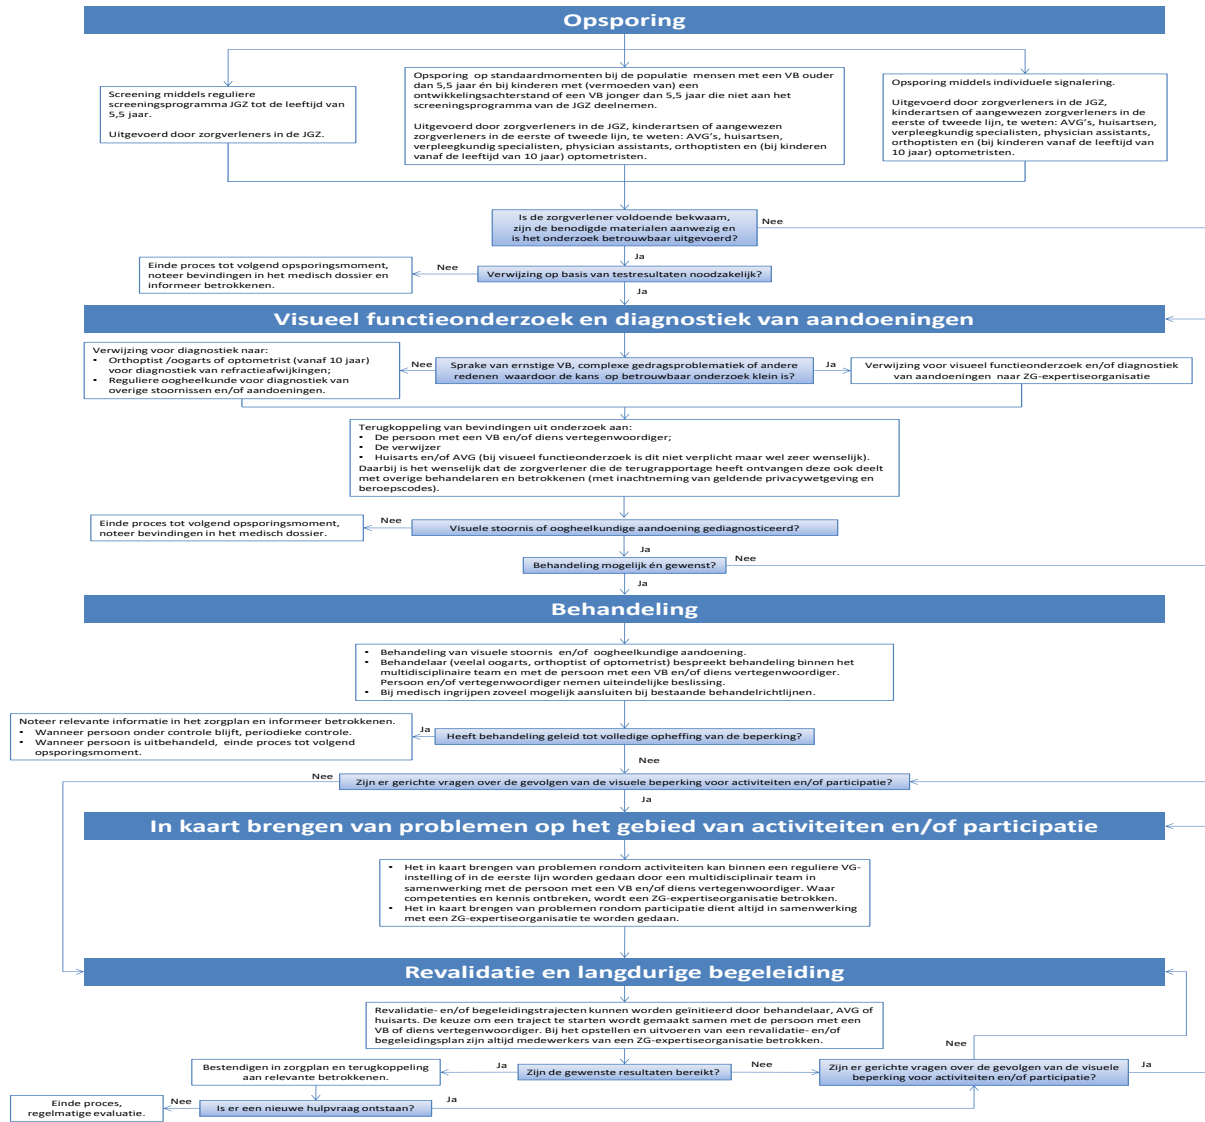 Opsporing
Screening middels reguliere
screeningsprogramma JGZ tot de leeftijd van
5,5 jaar.
Uitgevoerd door zorgverleners in de JGZ.
Opsporing op standaardmomenten bij de populatie mensen met een VB ouder
dan 5,5 jaar én bij kinderen met (vermoeden van) een
ontwikkelingsachterstand of een VB jonger dan 5,5 jaar die niet aan het
screeningsprogramma van de JGZ deelnemen.
Uitgevoerd door zorgverleners in de JGZ, kinderartsen of aangewezen
zorgverleners in de eerste of tweede lijn, te weten: AVG's, huisartsen,
verpleegkundig specialisten, physician assistants, orthoptisten en (bij kinderen
vanaf de leeftijd van 10 jaar) optometristen.
Opsporing middels individuele signalering.
Uitgevoerd door zorgverleners in de JGZ,
kinderartsen of aangewezen zorgverleners in de
eerste of tweede lijn, te weten: AVG's, huisartsen,
verpleegkundig specialisten, physician assistants,
orthoptisten en (bij kinderen vanaf de leeftijd van
10 jaar) optometristen.
Is de zorgverlener voldoende bekwaam,
zijn de benodigde materialen aanwezig en
is het onderzoek betrouwbaar uitgevoerd?
Nee
Ja
Einde proces tot volgend opsporingsmoment,
noteer bevindingen in het medisch dossier en
informeer betrokkenen.
Nee
Verwijzing op basis van testresultaten noodzakelijk?
Ja
Visueel functieonderzoek en diagnostiek van aandoeningen
Verwijzing voor diagnostiek naar:
• Orthoptist /oogarts of optometrist (vanaf 10 jaar)
voor diagnostiek van refractieafwijkingen;
• Reguliere oogheelkunde voor diagnostiek van
overige stoornissen en/of aandoeningen.
Nee
Sprake van ernstige VB, complexe gedragsproblematiek of andere
redenen waardoor de kans op betrouwbaar onderzoek klein is?
Ja
Verwijzing voor visueel functieonderzoek en/of diagnostiek
van aandoeningen naar ZG-expertiseorganisatie
Terugkoppeling van bevindingen uit onderzoek aan:
• De persoon met een VB en/of diens vertegenwoordiger;
• De verwijzer
• Huisarts en/of AVG (bij visueel functieonderzoek is dit niet verplicht maar wel zeer wenselijk).
Daarbij is het wenselijk dat de zorgverlener die de terugrapportage heeft ontvangen deze ook deelt
met overige behandelaren en betrokkenen (met inachtneming van geldende privacywetgeving en
beroepscodes).
Einde proces tot volgend opsporingsmoment,
noteer bevindingen in het medisch dossier.
Nee
Visuele stoornis of oogheelkundige aandoening gediagnosticeerd?
Ja
Behandeling mogelijk én gewenst?
Nee
Ja
Behandeling
• Behandeling van visuele stoornis en/of oogheelkundige aandoening.
• Behandelaar (veelal oogarts, orthoptist of optometrist) bespreekt behandeling binnen het
multidisciplinaire team en met de persoon met een VB en/of diens vertegenwoordiger.
Persoon en/of vertegenwoordiger nemen uiteindelijke beslissing.
• Bij medisch ingrijpen zoveel mogelijk aansluiten bij bestaande behandelrichtlijnen.
Noteer relevante informatie in het zorgplan en informeer betrokkenen.
• Wanneer persoon onder controle blijft, periodieke controle.
• Wanneer persoon is uitbehandeld, einde proces tot volgend
opsporingsmoment.
Ja
Heeft behandeling geleid tot volledige opheffing van de beperking?
Nee
Nee
Zijn er gerichte vragen over de gevolgen van de visuele beperking voor activiteiten en/of participatie?
Ja
In kaart brengen van problemen op het gebied van activiteiten en/of participatie
• Het in kaart brengen van problemen rondom activiteiten kan binnen een reguliere VG-
instelling of in de eerste lijn worden gedaan door een multidisciplinair team in
samenwerking met de persoon met een VB en/of diens vertegenwoordiger. Waar
competenties en kennis ontbreken, wordt een ZG-expertiseorganisatie betrokken.
• Het in kaart brengen van problemen rondom participatie dient altijd in samenwerking
met een ZG-expertiseorganisatie te worden gedaan.
Revalidatie en langdurige begeleiding
Revalidatie- en/of begeleidingstrajecten kunnen worden geïnitieerd door behandelaar, AVG of
huisarts. De keuze om een traject te starten wordt gemaakt samen met de persoon met een
VB of diens vertegenwoordiger. Bij het opstellen en uitvoeren van een revalidatie- en/of
begeleidingsplan zijn altijd medewerkers van een ZG-expertiseorganisatie betrokken.
Nee
Bestendigen in zorgplan en terugkoppeling
aan relevante betrokkenen.
Ja
Zijn de gewenste resultaten bereikt?
Nee
Zijn er gerichte vragen over de gevolgen van de visuele
beperking voor activiteiten en/of participatie?
Ja
Einde proces,
regelmatige evaluatie.
Nee
Is er een nieuwe hulpvraag ontstaan?
Ja